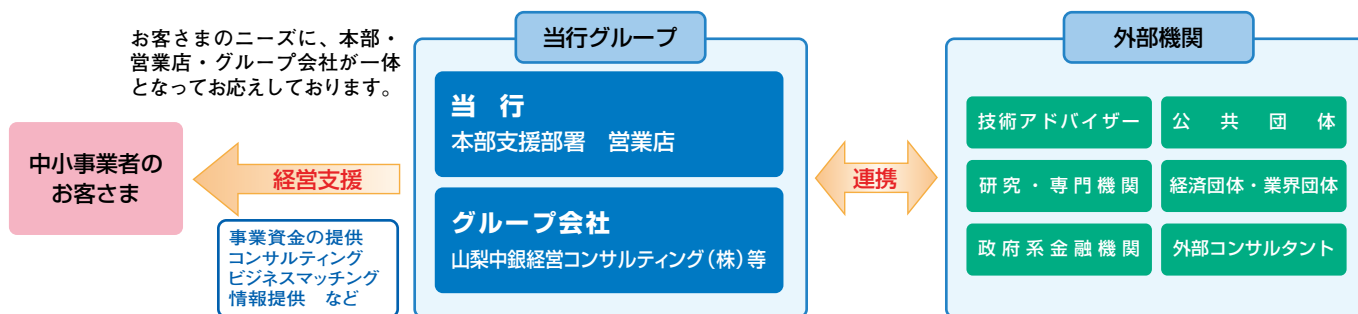 お客さまのニーズに、本部・
営業店・グループ会社が一体
となってお応えしております。
中小事業者の
お客さま
経営支援
事業資金の提供
コンサルティング
ビジネスマッチング
情報提供　など
当行グループ
当　行
本部支援部署　営業店
グループ会社
山梨中銀経営コンサルティング(株)等
連携
外部機関
技術アドバイザー
公共団体
研究・専門機関
経済団体・業界団体
政府系金融機関
外部コンサルタント